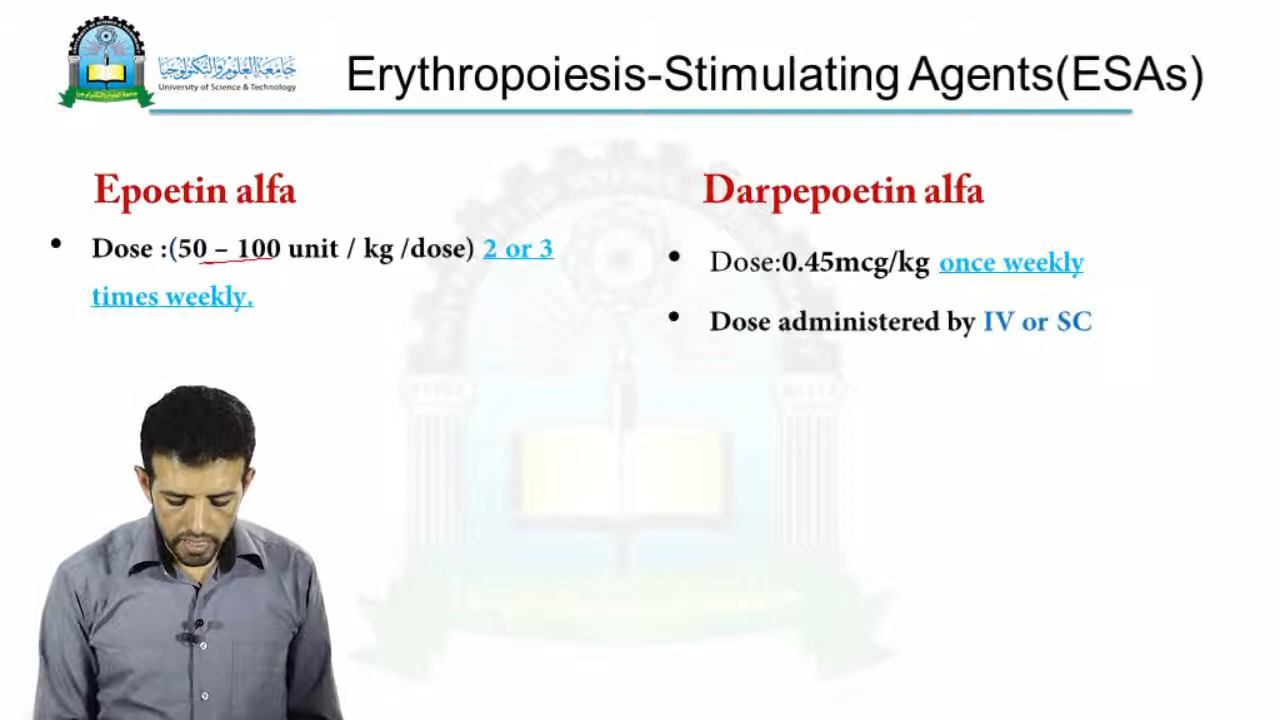 جامعة العلوم والتكنولوجيا
University of Science & Technology
Erythropoiesis-Stimulating Agents(ESAs)
Epoetin alfa
• Dose :(50 – 100 unit / kg /dose) 2 or 3
times weekly.
Darpepoetin alfa
• Dose:0.45mcg/kg once weekly
• Dose administered by IV or SC